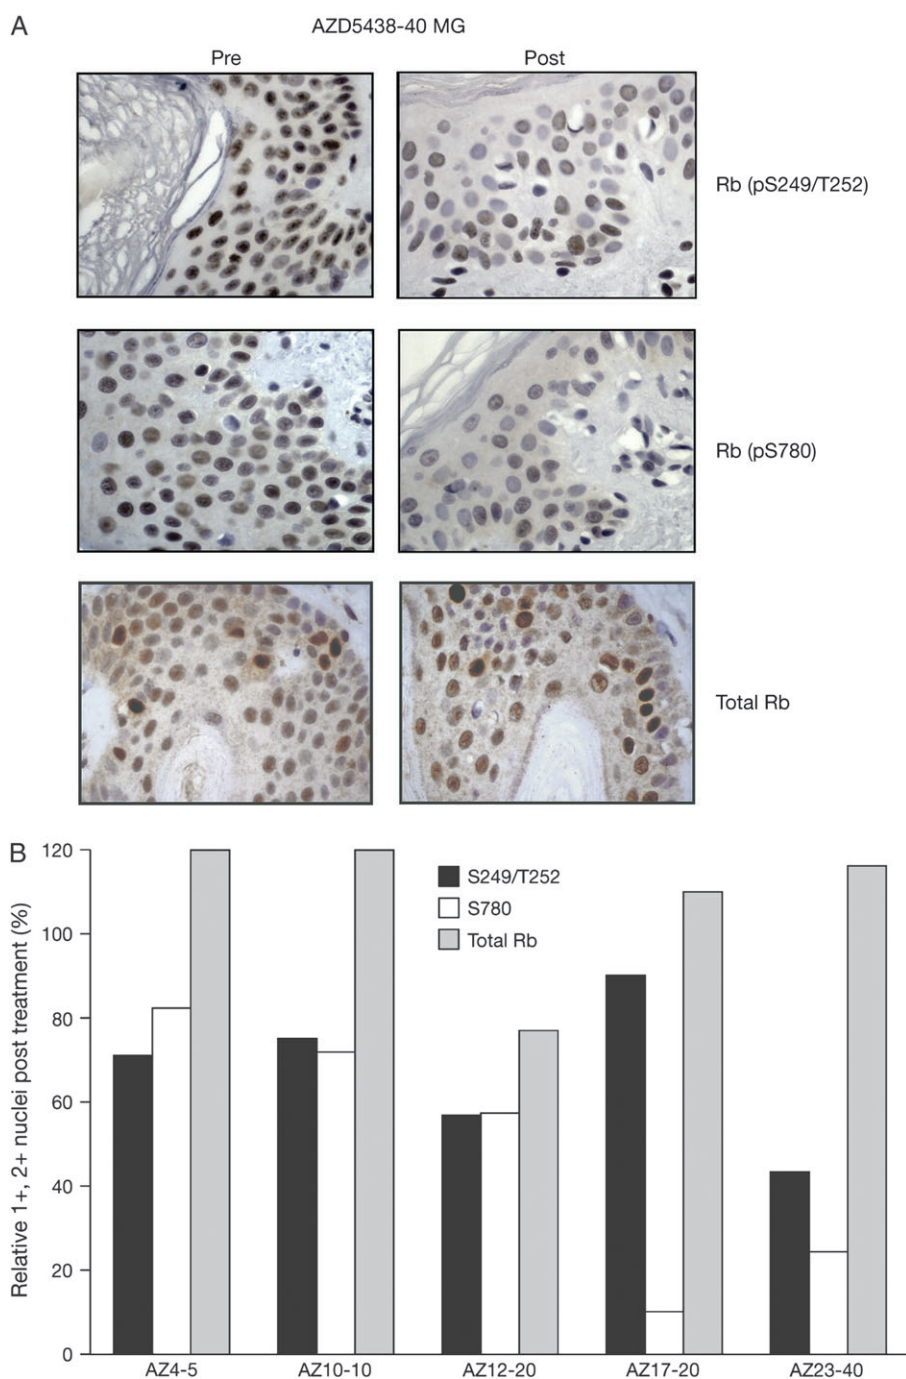 A
AZD5438-40 MG
Pre Post
Rb (pS249/T252)
Rb (pS780)
Total Rb
B
Relative 1+, 2+ nuclei post treatment (%)
120
100
80
60
40
20
0
S249/T252
S780
Total Rb
AZ4-5 AZ10-10 AZ12-20 AZ17-20 AZ23-40